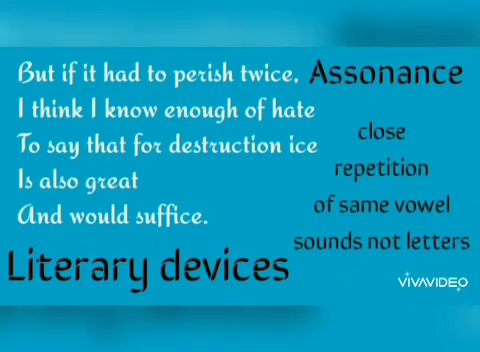 But if it had to perish twice,
I think I know enough of hate
To say that for destruction ice
Is also great
And would suffice.
Assonance
close
repetition
of same vowel
sounds not letters
Literary devices
VIVAVIDEO